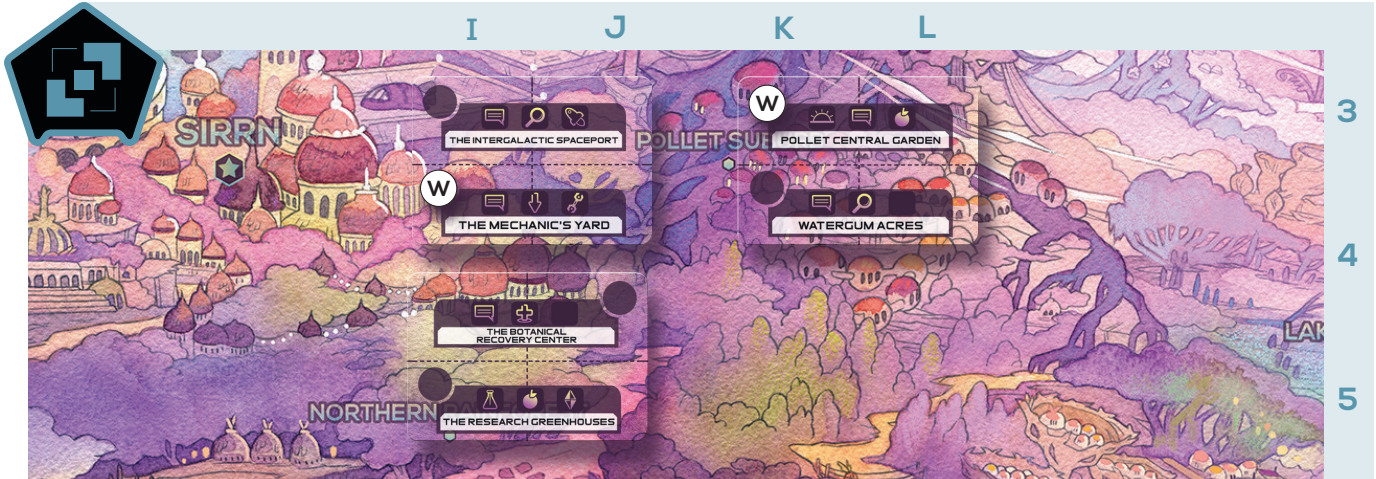 I J K L
3
SIRRN
THE INTERGALACTIC SPACEPORT
POLLET SUB
W
POLLET CENTRAL GARDEN
W
THE MECHANIC'S YARD
WATERGUM ACRES
4
THE BOTANICAL
RECOVERY CENTER
LAK
5
NORTHERN
THE RESEARCH GREENHOUSES